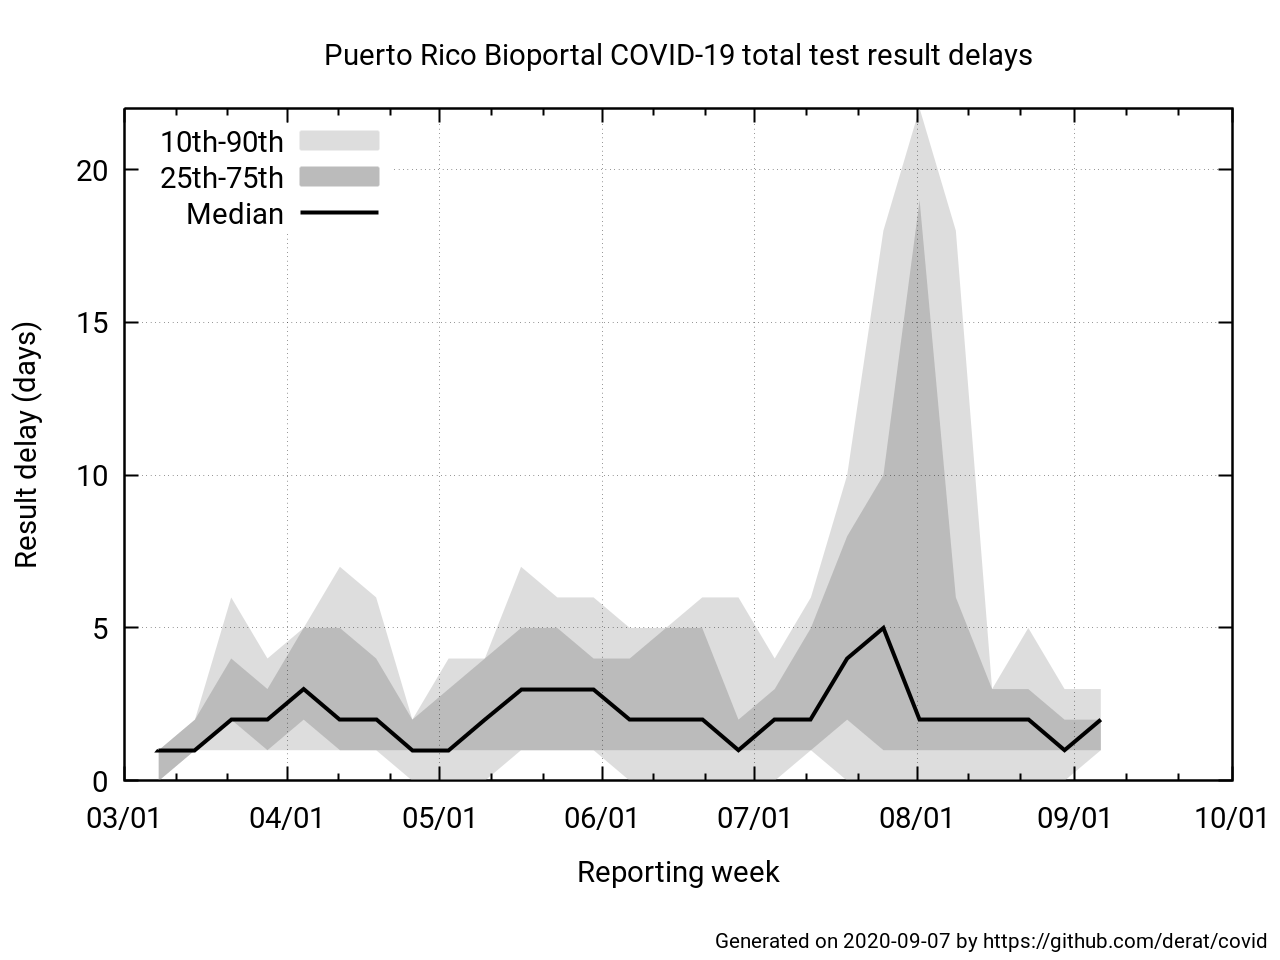 Puerto Rico Bioportal COVID-19 total test result delays
10th-90th
25th-75th
Median
20
15
10
5
0
Result delay (days)
03/01 04/01 05/01 06/01 07/01 08/01 09/01 10/01
Reporting week
Generated on 2020-09-07 by https://github.com/derat/covid